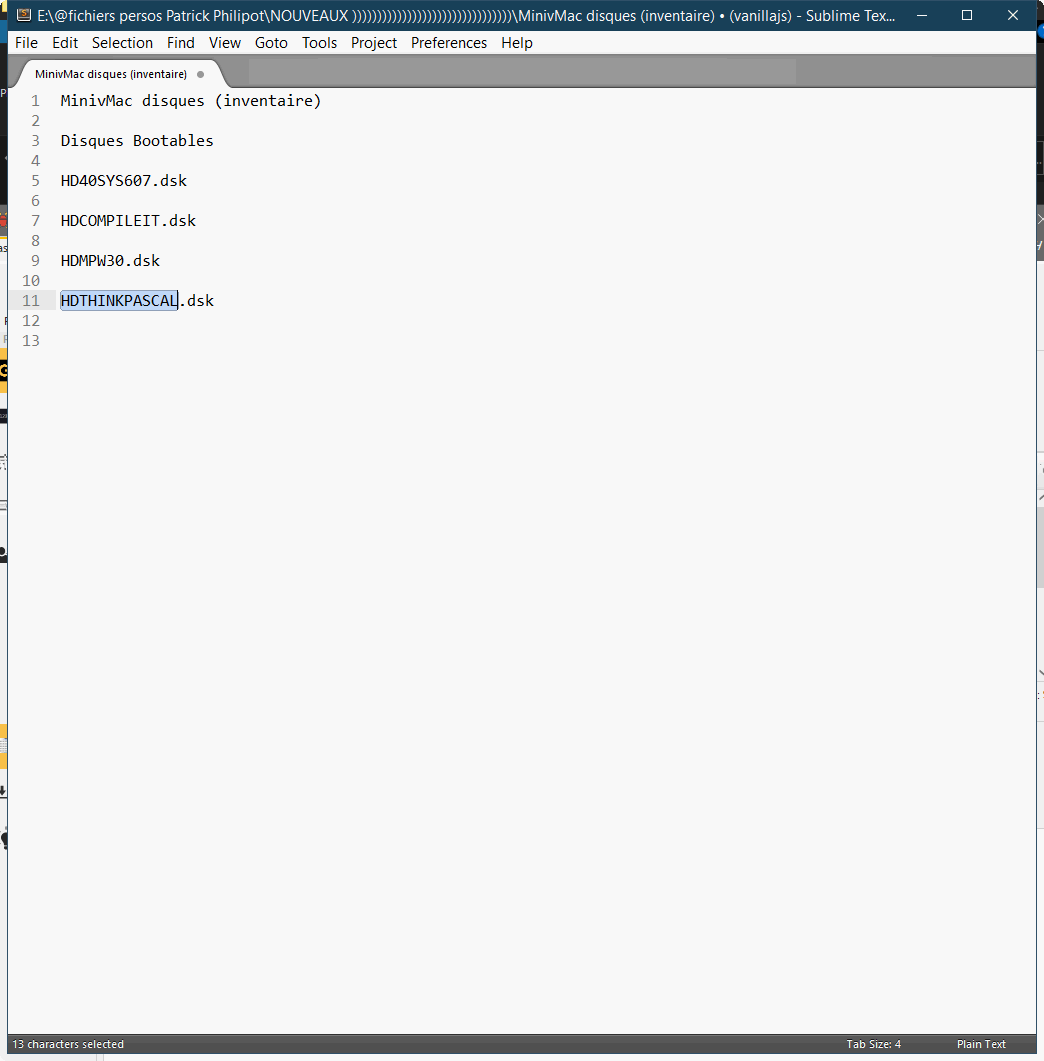 E:\@fichiers persos Patrick Philipot\NOUVEAUX ))))))))))))))))))))))))))))))))\MinivMac disques (inventaire) • (vanillajs) - Sublime Tex...
File Edit Selection Find View Goto Tools Project Preferences Help
MinivMac disques (inventaire)
1 MinivMac disques (inventaire)
2
3 Disques Bootables
4
5 HD40SYS607.dsk
6
7 HDCOMPILEIT.dsk
8
9 HDMPW30.dsk
10
11 HDTHINKPASCAL.dsk
12
13
13 characters selected Tab Size: 4 Plain Text